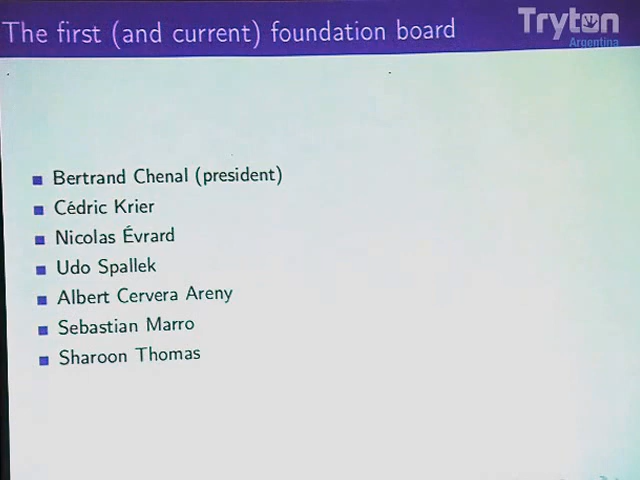 The first (and current) foundation board
Tryton
Argentina
Bertrand Chenal (president)
Cédric Krier
Nicolas Évrard
Udo Spallek
Albert Cervera Areny
Sebastian Marro
Sharoon Thomas